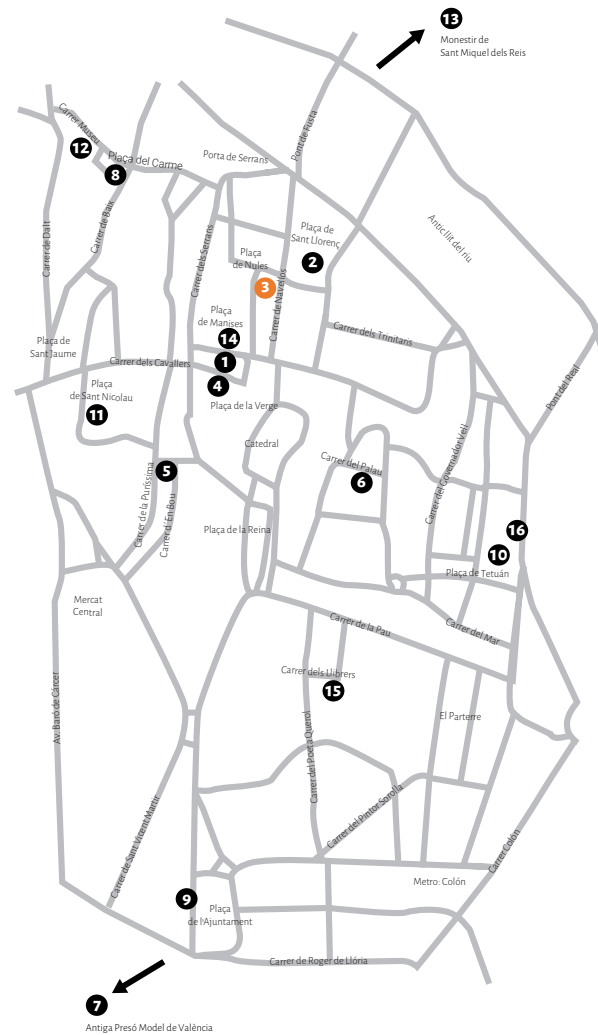 13
Monestir de
Sant Miquel dels Reis
Carrer Museu
12
Plaça del Carme
8
Porta de Serrans
Pont de Fusta
Carrer de Dalt
Carrer de Baix
Carrer dels Serrans
Plaça de
Sant Llorenç
2
Antic llit del riu
Plaça
de Nules
3
Carrer de Navellos
Plaça
de Manises
14
Carrer dels Trinitaris
Plaça de
Sant Jaume
Carrer dels Cavallers
1
4
Pont del Real
Plaça
de Sant Nicolau
11
Plaça de la Verge
Catedral
Carrer del Palau
6
Carrer del Governador Vell
5
Carrer de la Puríssima
Carrer d'En Bou
Plaça de la Reina
16
10
Plaça de Tetuán
Mercat
Central
Carrer de la Pau
Carrer del Mar
Carrer dels Llibrers
15
Av. Baró de Cárcer
Carrer del Poeta Querol
El Parterre
Carrer de Sant Vicent Martir
Carrer del Pintor Sorolla
Carrer Colón
Metro: Colón
9
Plaça
de l'Ajuntament
Carrer de Roger de Llória
7
Antiga Presó Model de València